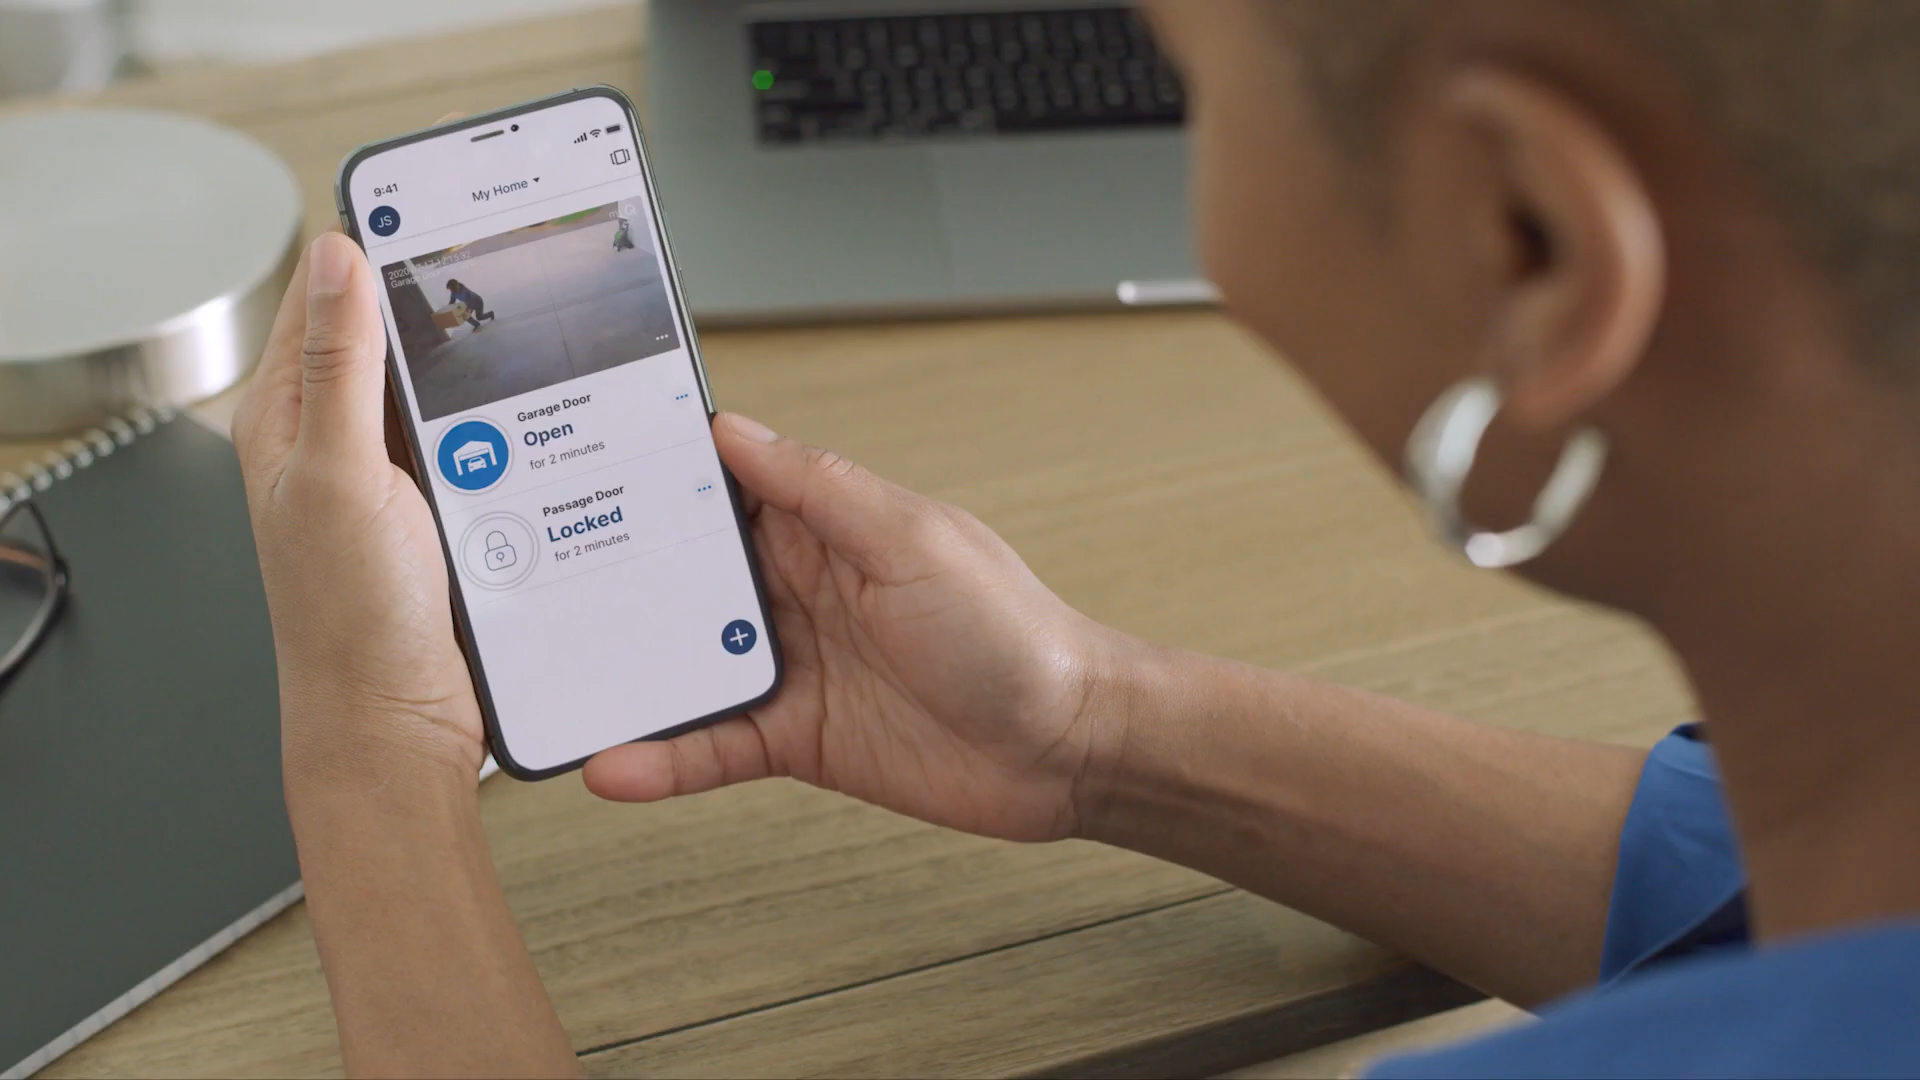 9:41
My Home
JS
Garage Door
Open
for 2 minutes
Passage Door
Locked
for 2 minutes